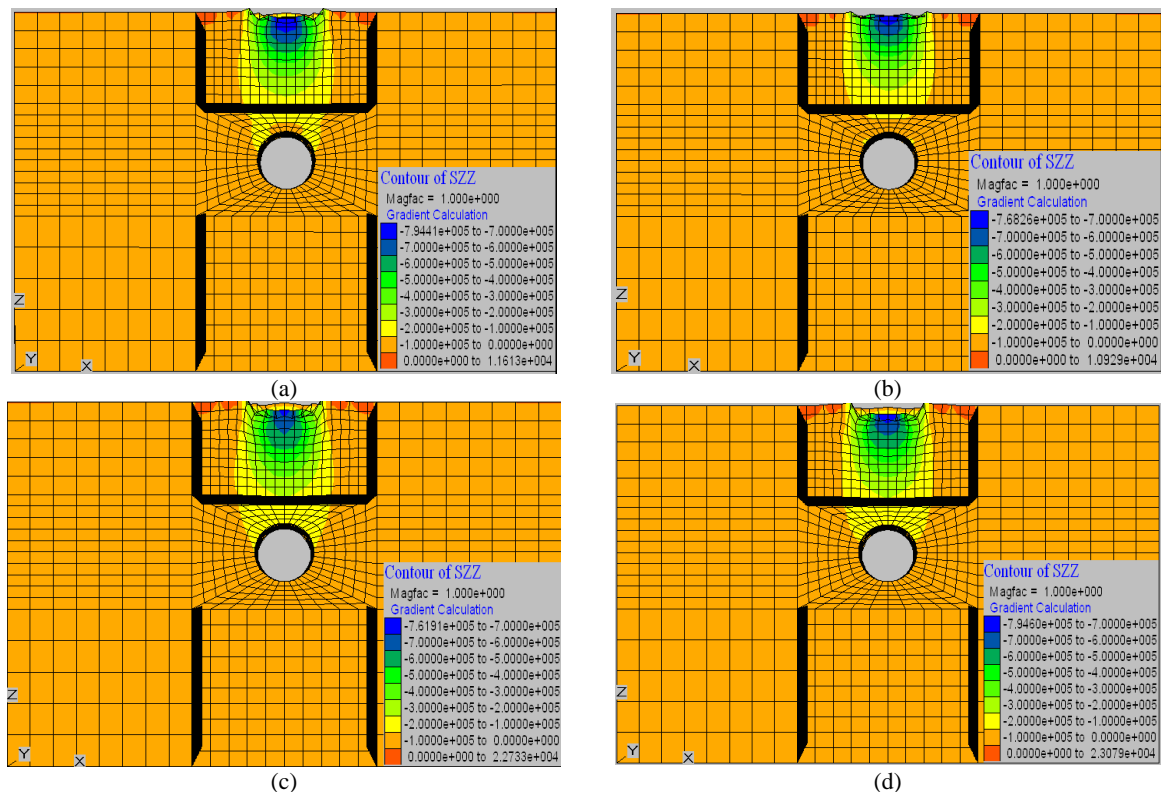 Contour of SZZ
Magfac = 1.000e+000
Gradient Calculation
-7.9441e+005 to -7.0000e+005
-7.0000e+005 to -6.0000e+005
-6.0000e+005 to -5.0000e+005
-5.0000e+005 to -4.0000e+005
-4.0000e+005 to -3.0000e+005
-3.0000e+005 to -2.0000e+005
-2.0000e+005 to -1.0000e+005
-1.0000e+005 to 0.0000e+000
0.0000e+000 to 1.1613e+004
Z
Y
X
(a)
Contour of SZZ
Magfac = 1.000e+000
Gradient Calculation
-7.6826e+005 to -7.0000e+005
-7.0000e+005 to -6.0000e+005
-6.0000e+005 to -5.0000e+005
-5.0000e+005 to -4.0000e+005
-4.0000e+005 to -3.0000e+005
-3.0000e+005 to -2.0000e+005
-2.0000e+005 to -1.0000e+005
-1.0000e+005 to 0.0000e+000
0.0000e+000 to 1.0929e+004
Z
Y
X
(b)
Contour of SZZ
Magfac = 1.000e+000
Gradient Calculation
-7.6191e+005 to -7.0000e+005
-7.0000e+005 to -6.0000e+005
-6.0000e+005 to -5.0000e+005
-5.0000e+005 to -4.0000e+005
-4.0000e+005 to -3.0000e+005
-3.0000e+005 to -2.0000e+005
-2.0000e+005 to -1.0000e+005
-1.0000e+005 to 0.0000e+000
0.0000e+000 to 2.2733e+004
Z
Y
X
(c)
Contour of SZZ
Magfac = 1.000e+000
Gradient Calculation
-7.9460e+005 to -7.0000e+005
-7.0000e+005 to -6.0000e+005
-6.0000e+005 to -5.0000e+005
-5.0000e+005 to -4.0000e+005
-4.0000e+005 to -3.0000e+005
-3.0000e+005 to -2.0000e+005
-2.0000e+005 to -1.0000e+005
-1.0000e+005 to 0.0000e+000
0.0000e+000 to 2.3079e+004
Z
Y
X
(d)